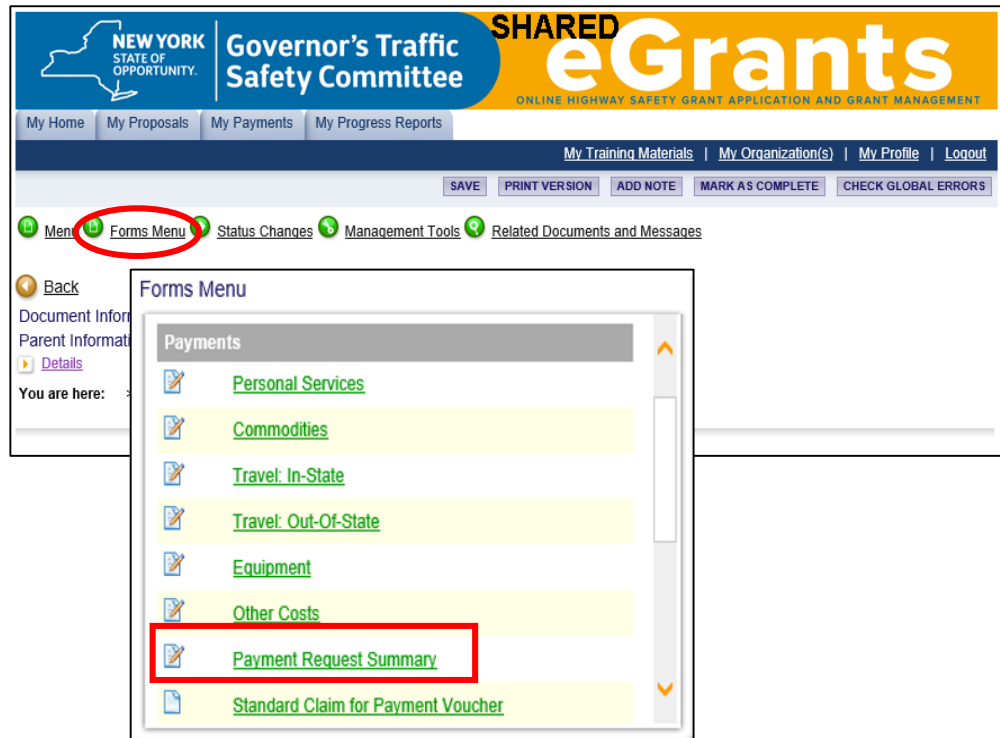 SHARED
NEW YORK
STATE OF
OPPORTUNITY.
Governor's Traffic
Safety Committee
eGrants
ONLINE HIGHWAY SAFETY GRANT APPLICATION AND GRANT MANAGEMENT
My Home My Proposals My Payments My Progress Reports
My Training Materials | My Organization(s) | My Profile | Logout
SAVE PRINT VERSION ADD NOTE MARK AS COMPLETE CHECK GLOBAL ERRORS
Menu Forms Menu Status Changes Management Tools Related Documents and Messages
Back
Document Infor
Parent Informati
Details
You are here: >
Forms Menu
Payments
Personal Services
Commodities
Travel: In-State
Travel: Out-Of-State
Equipment
Other Costs
Payment Request Summary
Standard Claim for Payment Voucher